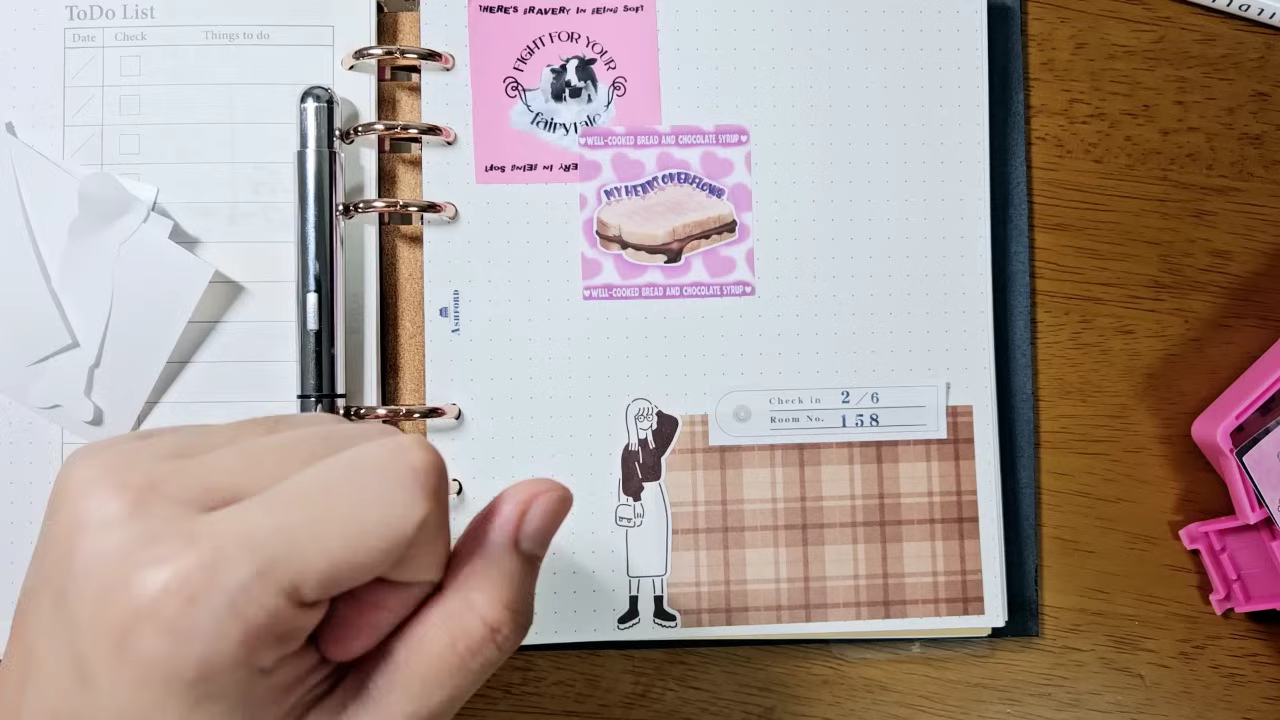 ToDo List
Date Check Things to do
THERE'S BRAVERY IN BEING SOFT
FIGHT FOR YOUR
fairytale
ERY IN BEING SOFT
WELL-COOKED BREAD AND CHOCOLATE SYRUP
MY HEART OVERFLOWS
WELL-COOKED BREAD AND CHOCOLATE SYRUP
ASHFORD
Check in 2/6
Room No. 158